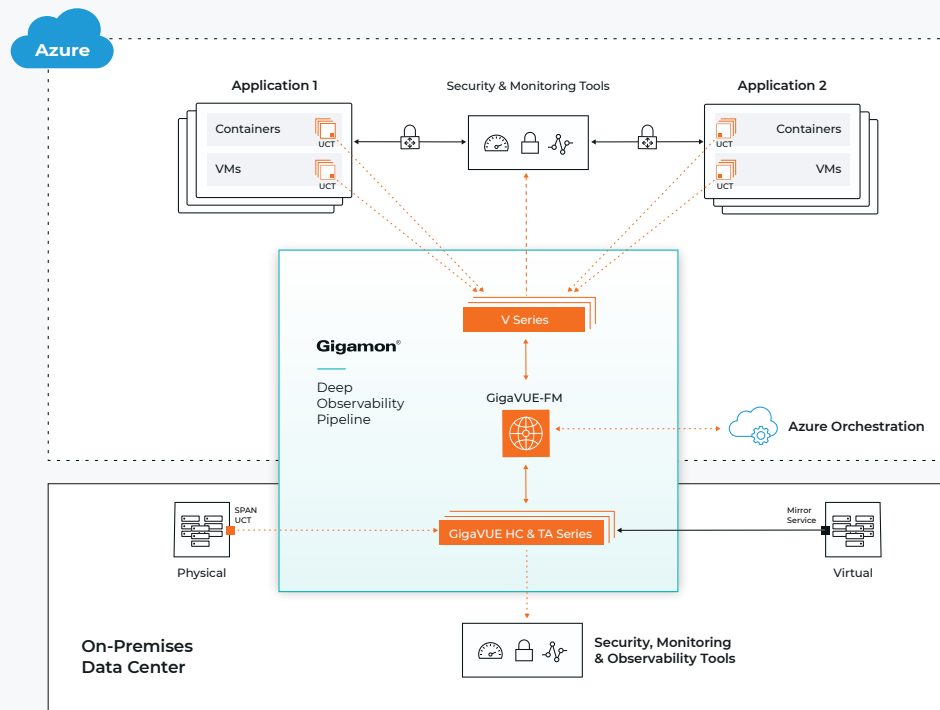 Azure
Application 1
Security & Monitoring Tools
Application 2
Containers
UCT
VMs
UCT
Containers
UCT
VMs
UCT
V Series
Gigamon®
Deep
Observability
Pipeline
GigaVUE-FM
Azure Orchestration
SPAN
UCT
Physical
GigaVUE HC & TA Series
Mirror
Service
Virtual
On-Premises
Data Center
Security, Monitoring
& Observability Tools